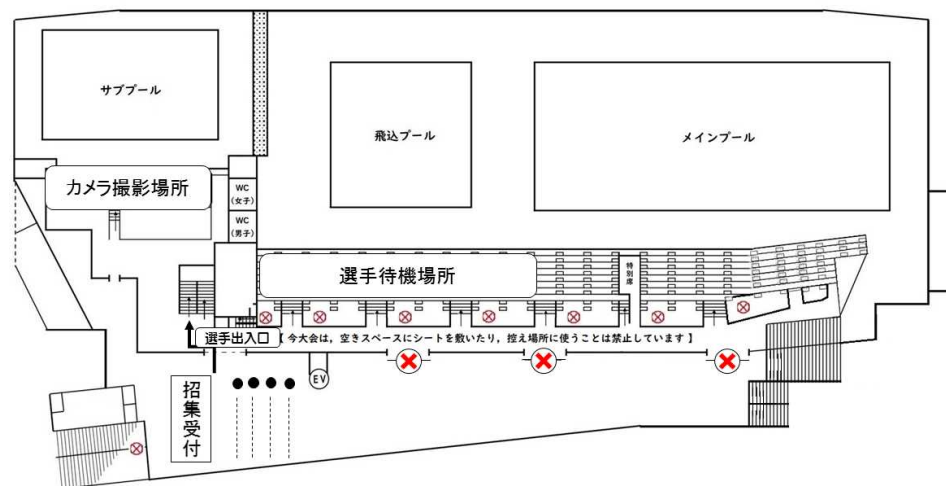 サブプール
飛込プール
メインプール
カメラ撮影場所
WC
(女子)
WC
(男子)
選手待機場所
特別席
選手出入口
【 今大会は，空きスペースにシートを敷いたり，控え場所に使うことは禁止しています 】
EV
招集受付